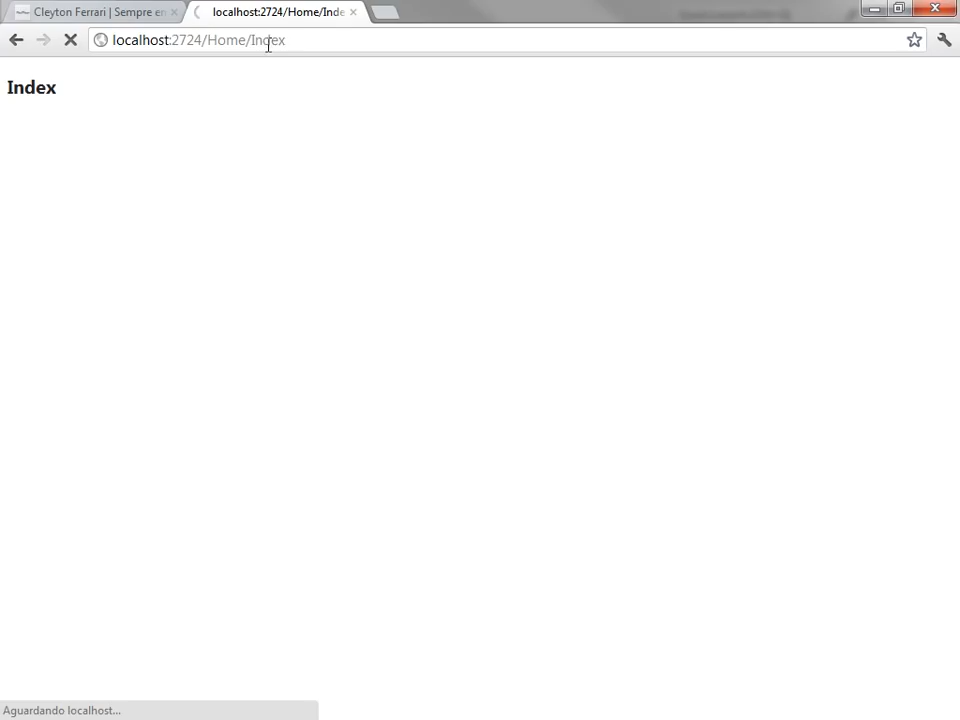 Cleyton Ferrari | Sempre en
localhost:2724/Home/Inde
localhost:2724/Home/Index
Index
Aguardando localhost...